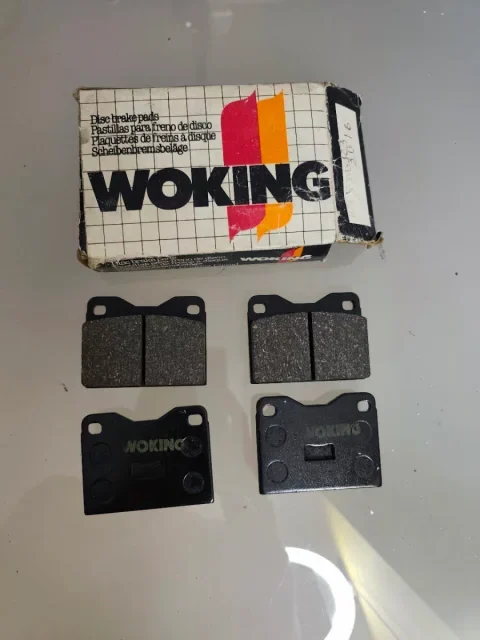 Disc brake pads
Pastillas para freno de disco
Plaquettes de freins à disque
Scheibenbremsbeläge
WOKING
WOKING
WOKING
WOKING